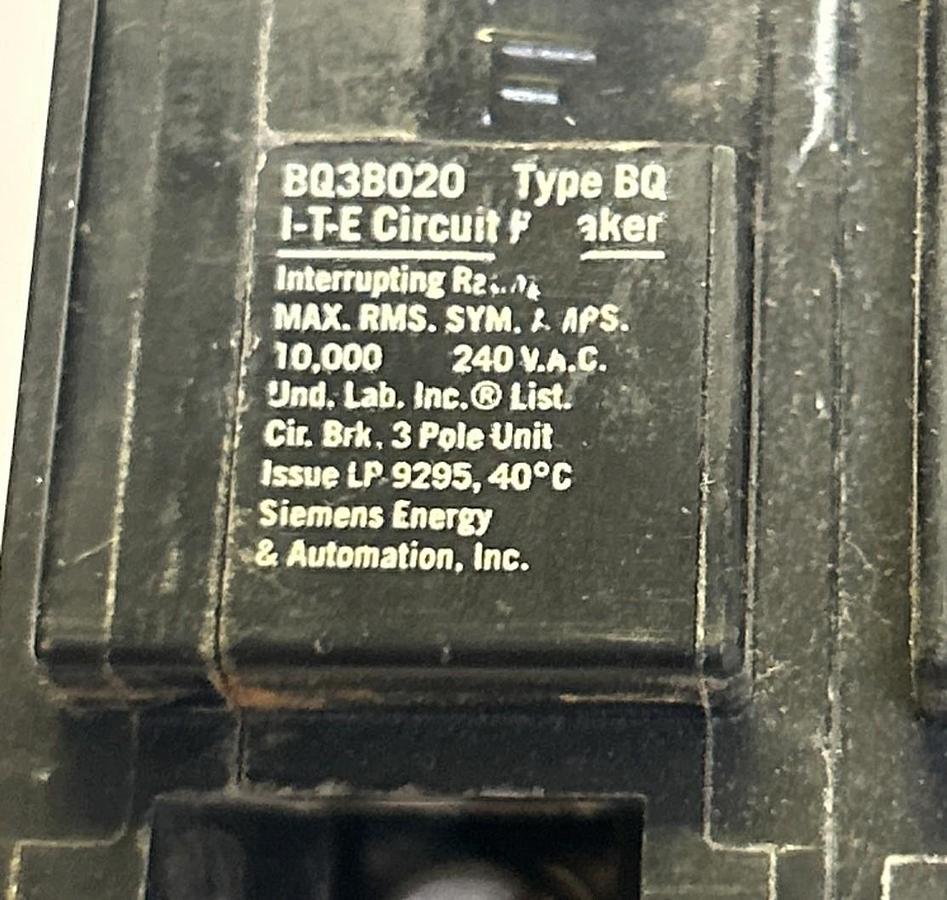 BQ3B020 Type BQ
I-T-E Circuit
Interrupting
MAX. RMS. SYM.
10,000 240 V.A.C.
Und. Lab. Inc.® List.
Cir. Brk. 3 Pole Unit
Issue LP 9295, 40°C
Siemens Energy
& Automation, Inc.